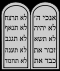 אנכי ה'
לא יהיה
לא תשא
זכור את
כבד את
לא תרצח
לא תנאף
לא תגנב
לא תענה
לא תחמד